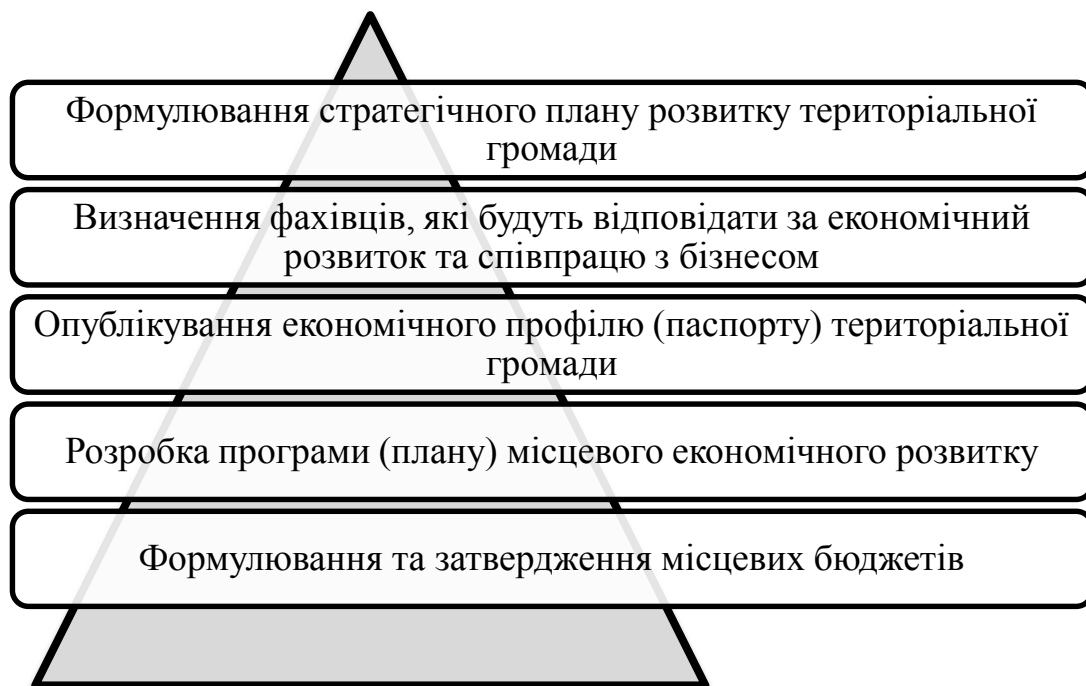 Формулювання стратегічного плану розвитку територіальної
громади
Визначення фахівців, які будуть відповідати за економічний
розвиток та співпрацю з бізнесом
Опублікування економічного профілю (паспорту) територіальної
громади
Розробка програми (плану) місцевого економічного розвитку
Формулювання та затвердження місцевих бюджетів